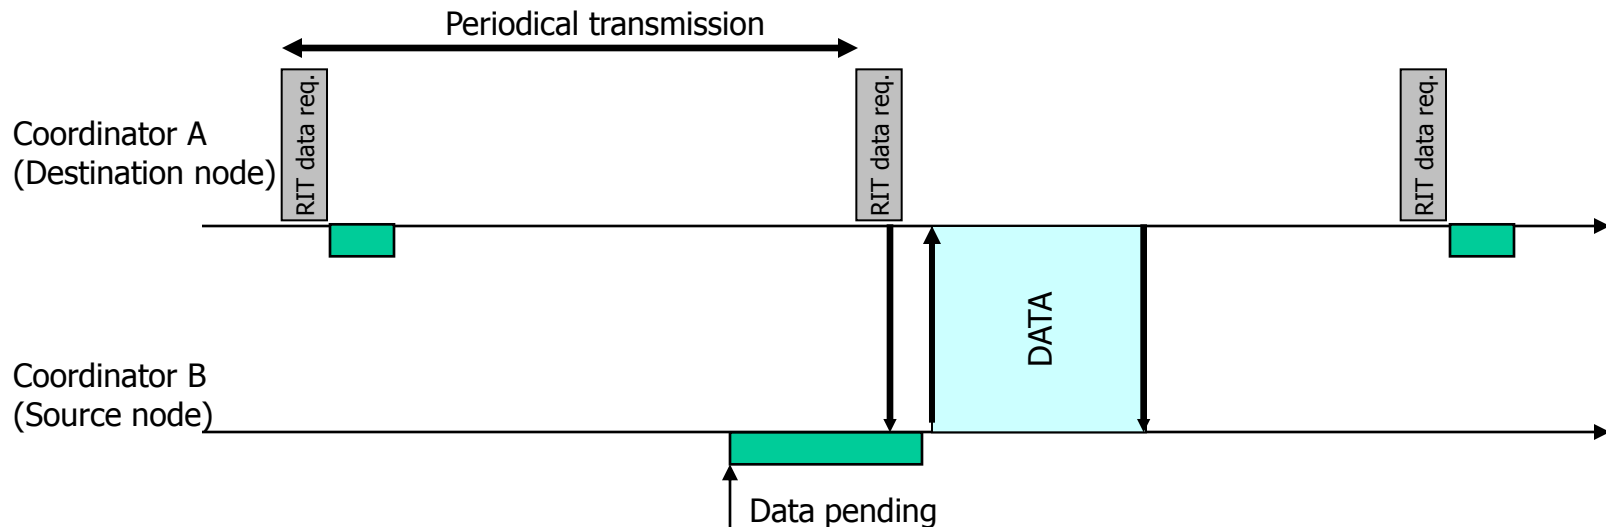 Periodical transmission
RIT data req.
RIT data req.
RIT data req.
Coordinator A
(Destination node)
DATA
Coordinator B
(Source node)
Data pending